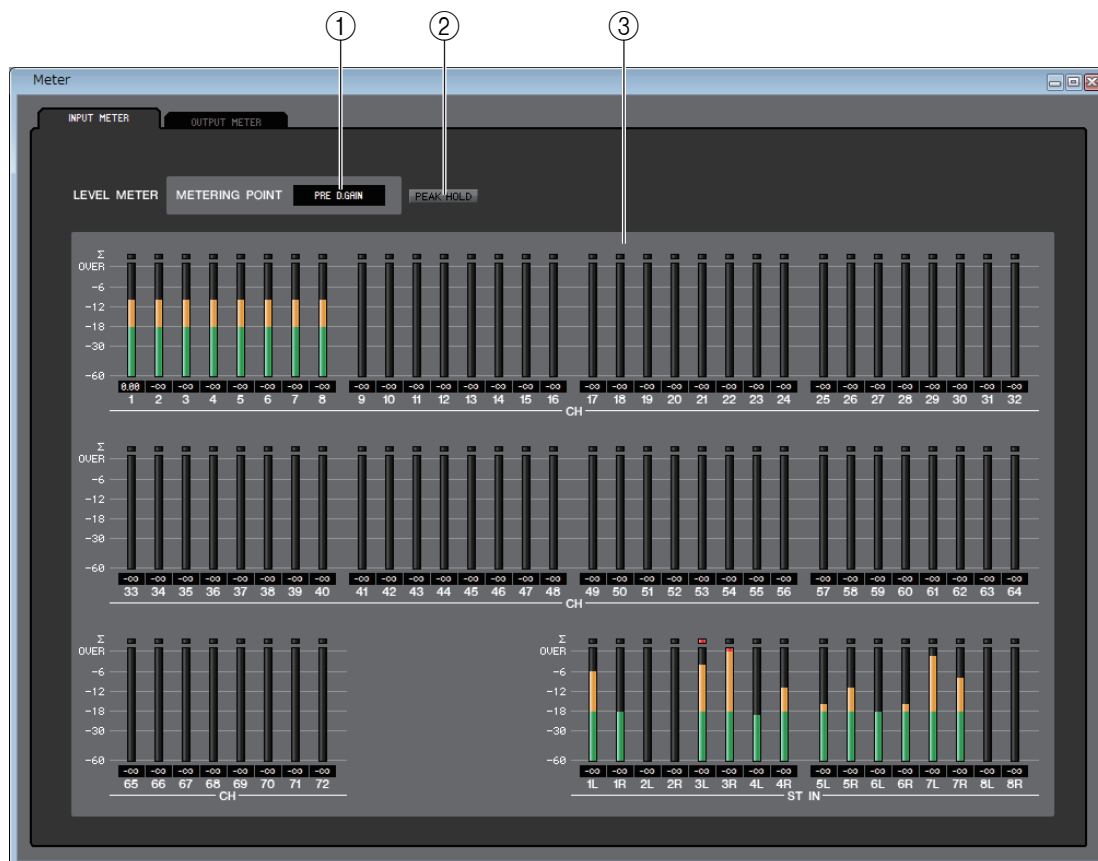 ① ② ③
Meter
INPUT METER OUTPUT METER
LEVEL METER METERING POINT PRE D.GAIN PEAK HOLD
Σ
OVER
-6
-12
-18
-30
-60
0.00 -∞ -∞ -∞ -∞ -∞ -∞ -∞ -∞ -∞ -∞ -∞ -∞ -∞ -∞ -∞ -∞ -∞ -∞ -∞ -∞ -∞ -∞ -∞ -∞ -∞ -∞ -∞ -∞ -∞ -∞ -∞
1 2 3 4 5 6 7 8 9 10 11 12 13 14 15 16 17 18 19 20 21 22 23 24 25 26 27 28 29 30 31 32
CH
Σ
OVER
-6
-12
-18
-30
-60
-∞ -∞ -∞ -∞ -∞ -∞ -∞ -∞ -∞ -∞ -∞ -∞ -∞ -∞ -∞ -∞ -∞ -∞ -∞ -∞ -∞ -∞ -∞ -∞ -∞ -∞ -∞ -∞ -∞ -∞ -∞ -∞
33 34 35 36 37 38 39 40 41 42 43 44 45 46 47 48 49 50 51 52 53 54 55 56 57 58 59 60 61 62 63 64
CH
Σ
OVER
-6
-12
-18
-30
-60
-∞ -∞ -∞ -∞ -∞ -∞ -∞ -∞
65 66 67 68 69 70 71 72
CH
Σ
OVER
-6
-12
-18
-30
-60
-∞ -∞ -∞ -∞ -∞ -∞ -∞ -∞ -∞ -∞ -∞ -∞ -∞ -∞ -∞ -∞
1L 1R 2L 2R 3L 3R 4L 4R 5L 5R 6L 6R 7L 7R 8L 8R
ST IN